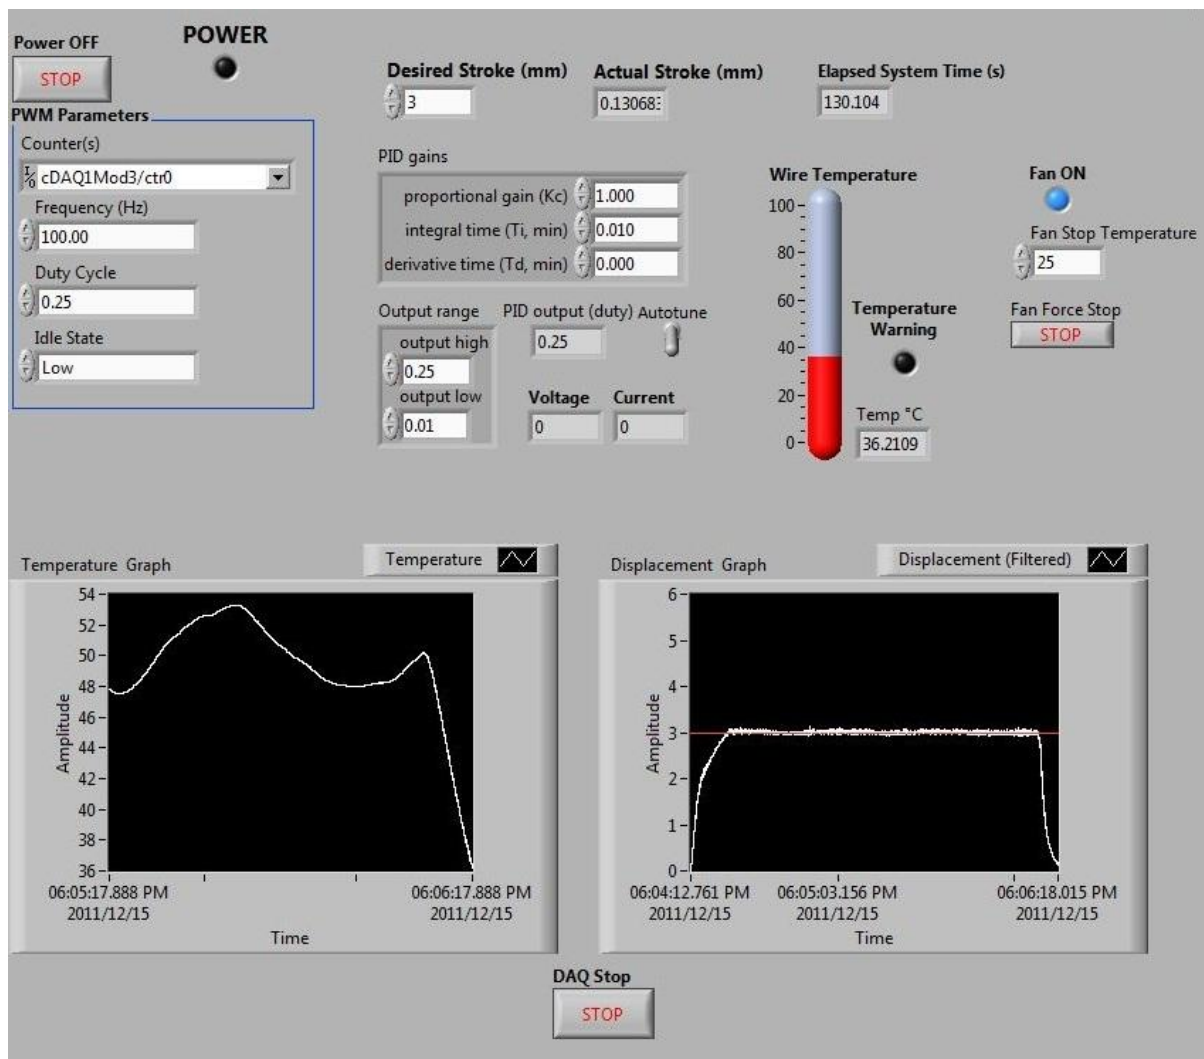 Power OFF
STOP
POWER
Desired Stroke (mm)
3
Actual Stroke (mm)
0.13068
Elapsed System Time (s)
130.104
PWM Parameters
Counter(s)
I/O cDAQ1Mod3/ctr0
Frequency (Hz)
100.00
Duty Cycle
0.25
Idle State
Low
PID gains
proportional gain (Kc) 1.000
integral time (Ti, min) 0.010
derivative time (Td, min) 0.000
Output range
output high
0.25
output low
0.01
PID output (duty)
0.25
Autotune
Voltage
0
Current
0
Wire Temperature
100
80
60
40
20
0
Temperature
Warning
Temp °C
36.2109
Fan ON
Fan Stop Temperature
25
Fan Force Stop
STOP
Temperature Graph
Temperature
54
52
50
48
46
44
42
40
38
36
Amplitude
06:05:17.888 PM
2011/12/15
06:06:17.888 PM
2011/12/15
Time
Displacement Graph
Displacement (Filtered)
6
5
4
3
2
1
0
Amplitude
06:04:12.761 PM
2011/12/15
06:05:03.156 PM
2011/12/15
06:06:18.015 PM
2011/12/15
Time
DAQ Stop
STOP